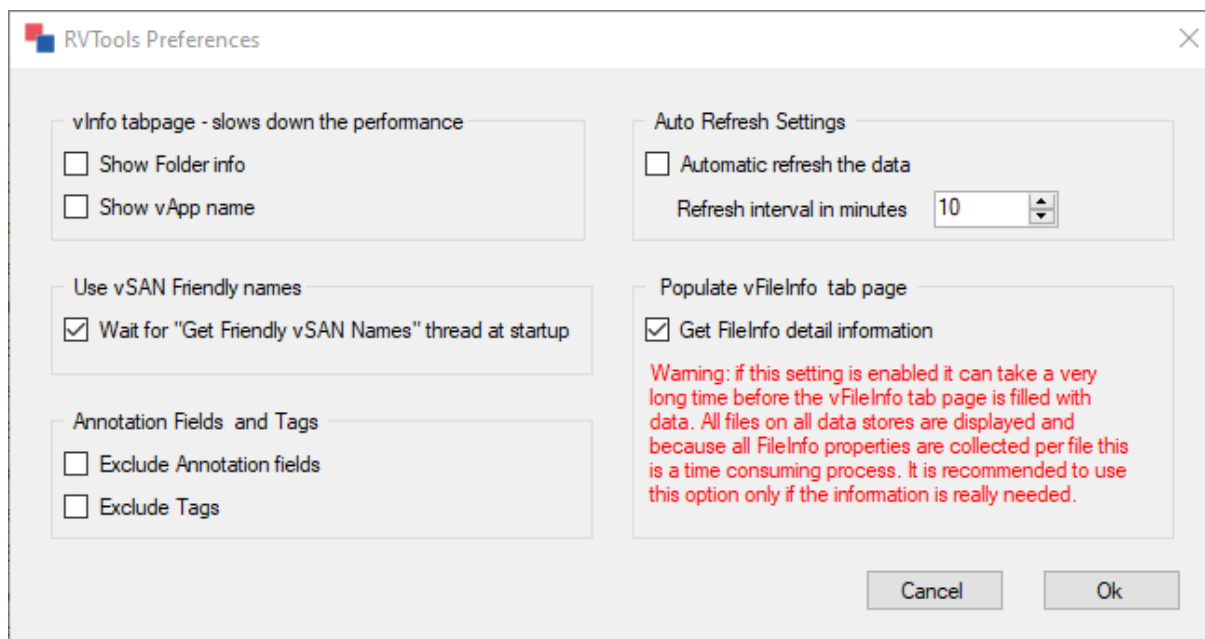 RVTools Preferences
vInfo tabpage - slows down the performance
Show Folder info
Show vApp name
Use vSAN Friendly names
Wait for "Get Friendly vSAN Names" thread at startup
Annotation Fields and Tags
Exclude Annotation fields
Exclude Tags
Auto Refresh Settings
Automatic refresh the data
Refresh interval in minutes 10
Populate vFileInfo tab page
Get FileInfo detail information
Warning: if this setting is enabled it can take a very
long time before the vFileInfo tab page is filled with
data. All files on all data stores are displayed and
because all FileInfo properties are collected per file this
is a time consuming process. It is recommended to use
this option only if the information is really needed.
Cancel
Ok